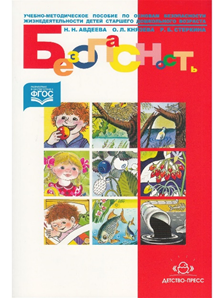 УЧЕБНО-МЕТОДИЧЕСКОЕ ПОСОБИЕ ПО ОСНОВАМ БЕЗОПАСНОСТИ
ЖИЗНЕДЕЯТЕЛЬНОСТИ ДЕТЕЙ СТАРШЕГО ДОШКОЛЬНОГО ВОЗРАСТА
Н. Н. АВДЕЕВА О. Л. КНЯЗЕВА Р. Б. СТЕРКИНА
БЕЗОПАСНОСТЬ
ФГОС
ДЕТСТВО-ПРЕСС